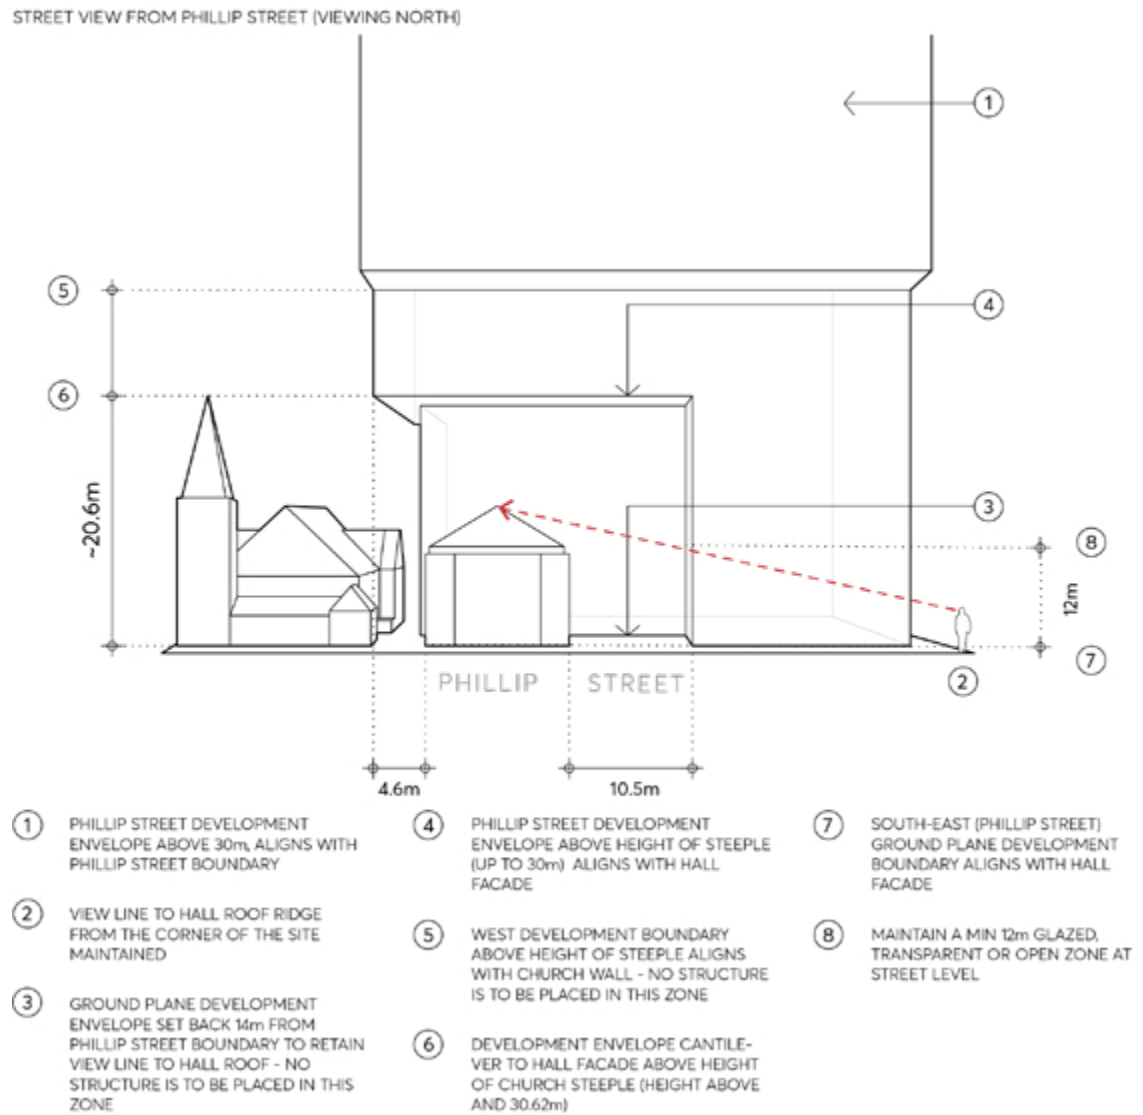 STREET VIEW FROM PHILLIP STREET (VIEWING NORTH)
1
5
4
6
~20.6m
3
8
12m
7
2
PHILLIP STREET
4.6m
10.5m
1
PHILLIP STREET DEVELOPMENT
ENVELOPE ABOVE 30m, ALIGNS WITH
PHILLIP STREET BOUNDARY
2
VIEW LINE TO HALL ROOF RIDGE
FROM THE CORNER OF THE SITE
MAINTAINED
3
GROUND PLANE DEVELOPMENT
ENVELOPE SET BACK 14m FROM
PHILLIP STREET BOUNDARY TO RETAIN
VIEW LINE TO HALL ROOF - NO
STRUCTURE IS TO BE PLACED IN THIS
ZONE
4
PHILLIP STREET DEVELOPMENT
ENVELOPE ABOVE HEIGHT OF STEEPLE
(UP TO 30m) ALIGNS WITH HALL
FACADE
5
WEST DEVELOPMENT BOUNDARY
ABOVE HEIGHT OF STEEPLE ALIGNS
WITH CHURCH WALL - NO STRUCTURE
IS TO BE PLACED IN THIS ZONE
6
DEVELOPMENT ENVELOPE CANTILE-
VER TO HALL FACADE ABOVE HEIGHT
OF CHURCH STEEPLE (HEIGHT ABOVE
AND 30.62m)
7
SOUTH-EAST (PHILLIP STREET)
GROUND PLANE DEVELOPMENT
BOUNDARY ALIGNS WITH HALL
FACADE
8
MAINTAIN A MIN 12m GLAZED,
TRANSPARENT OR OPEN ZONE AT
STREET LEVEL